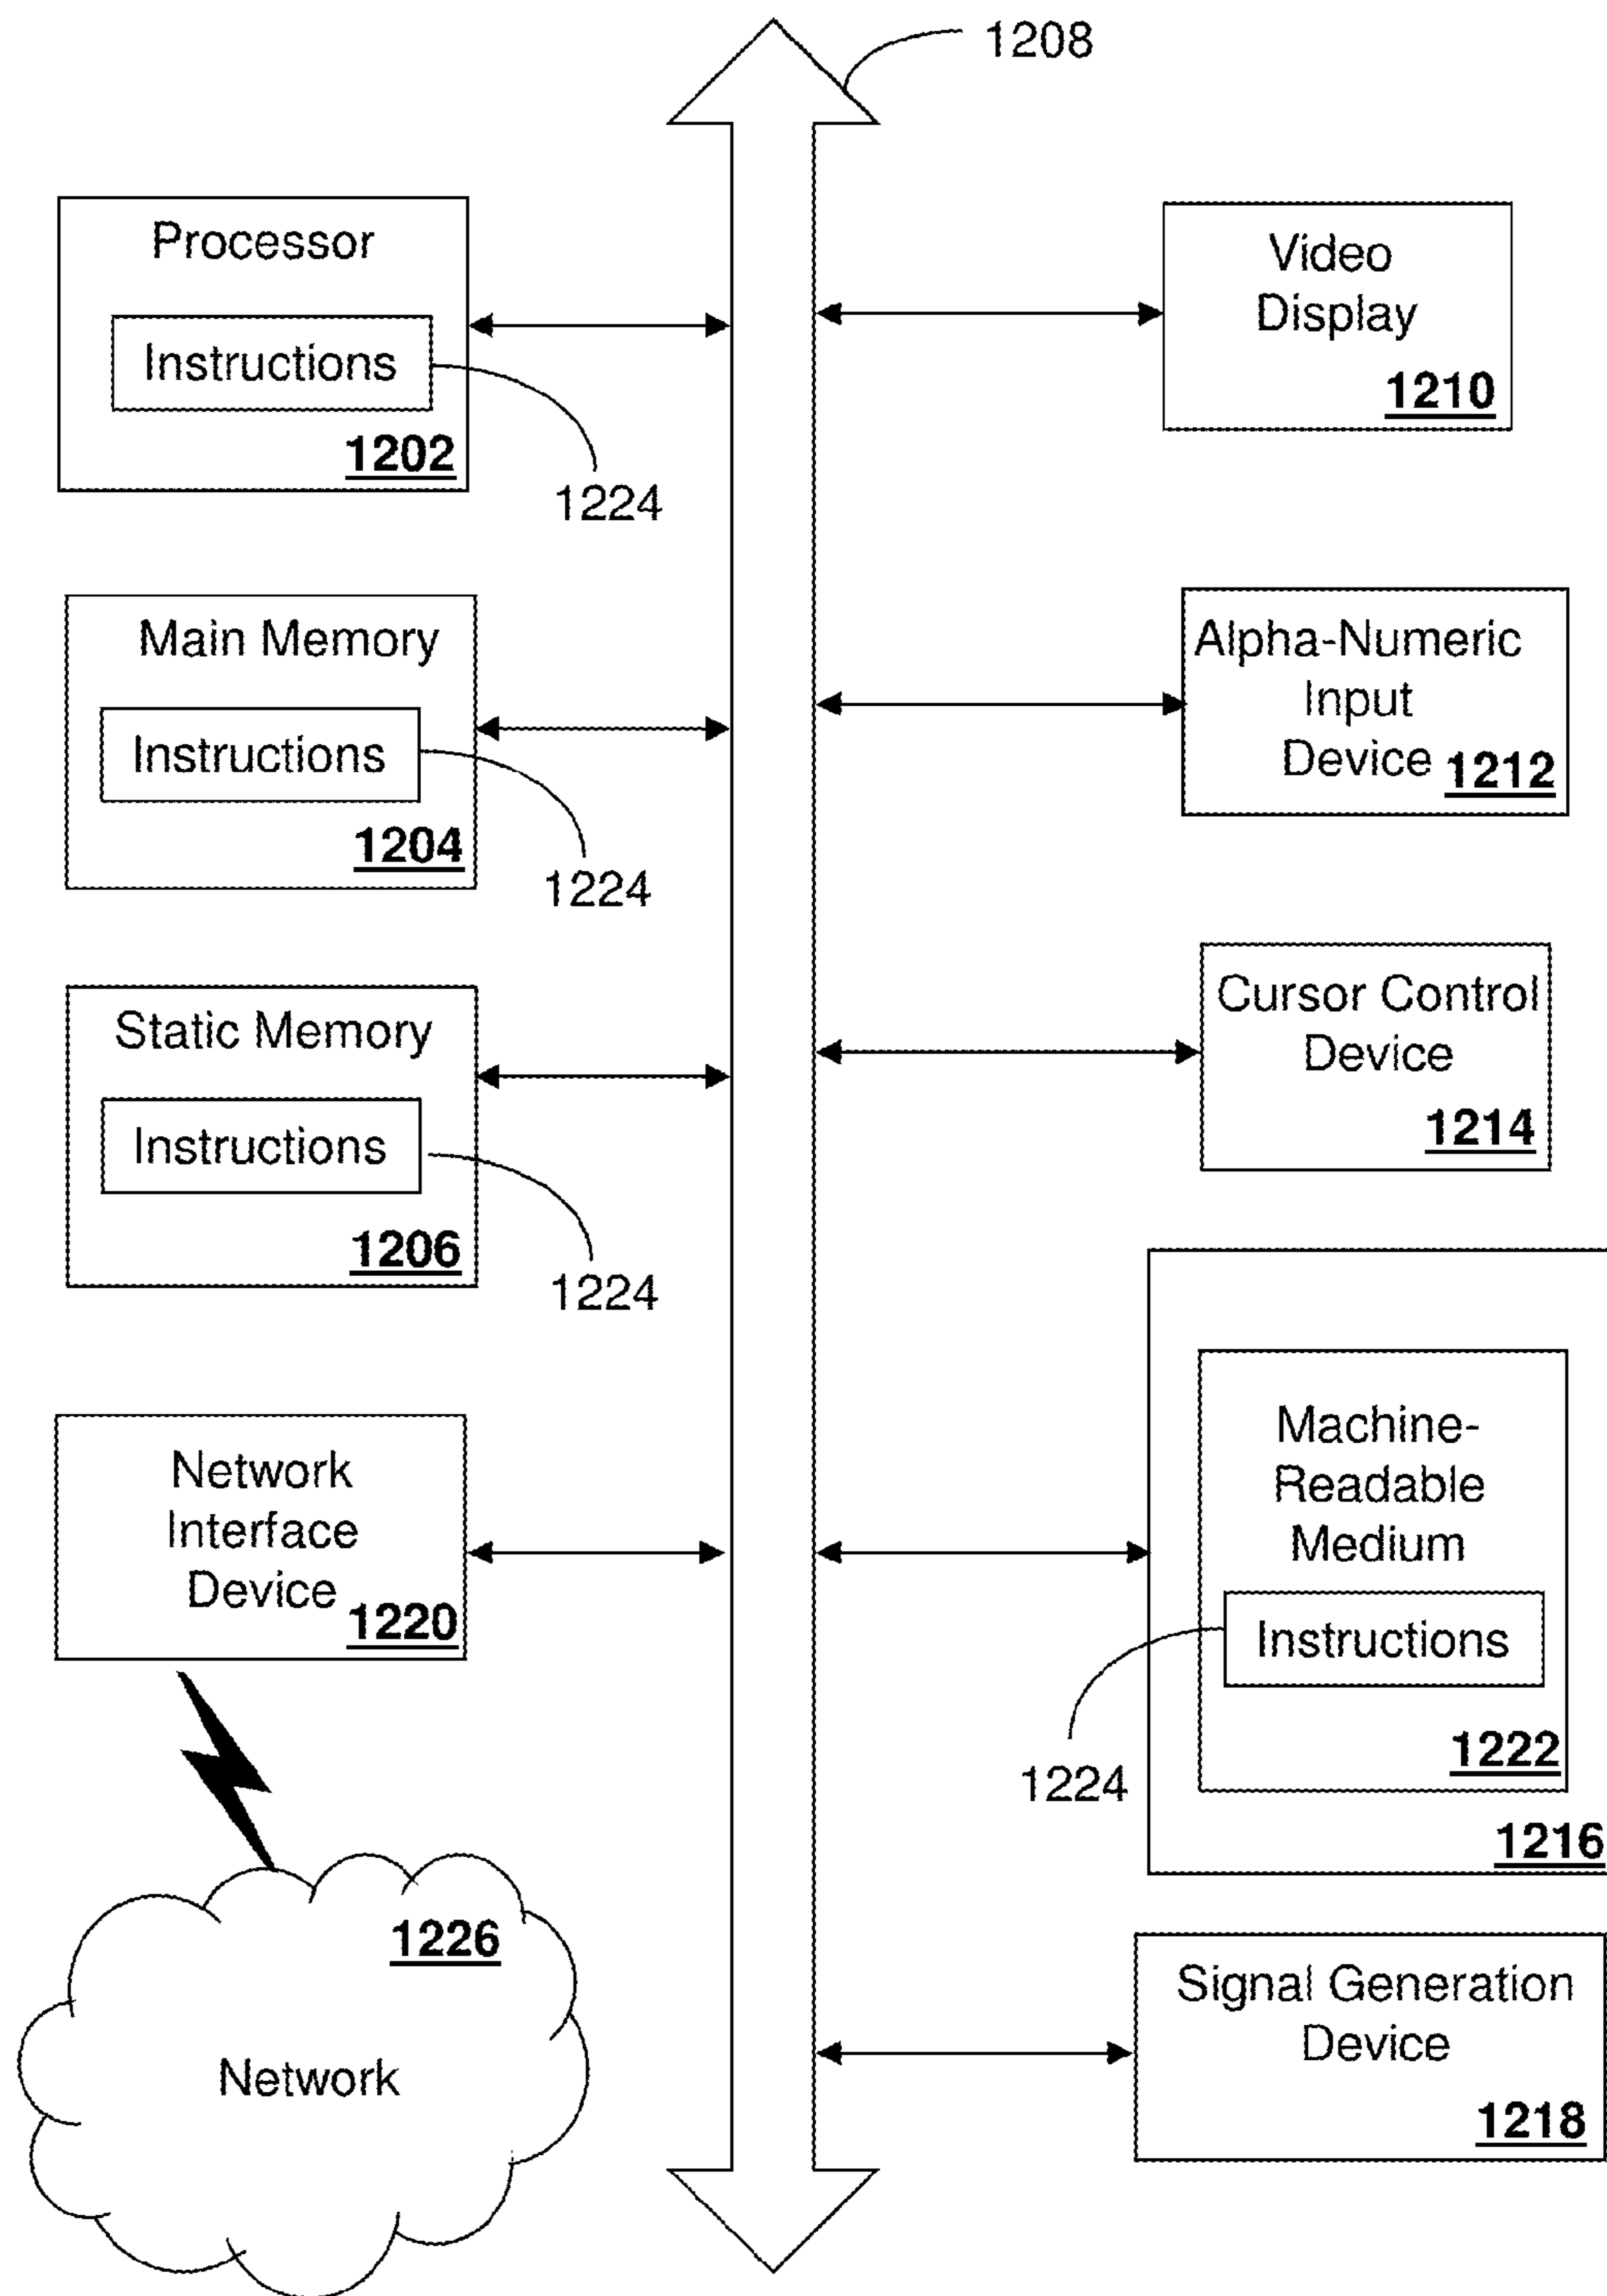 1208
Processor
Instructions
1202
1224
Main Memory
Instructions
1204
1224
Static Memory
Instructions
1206
1224
Network
Interface
Device
1220
1226
Network
Video
Display
1210
Alpha-Numeric
Input
Device 1212
Cursor Control
Device
1214
Machine-
Readable
Medium
Instructions
1222
1224
1216
Signal Generation
Device
1218